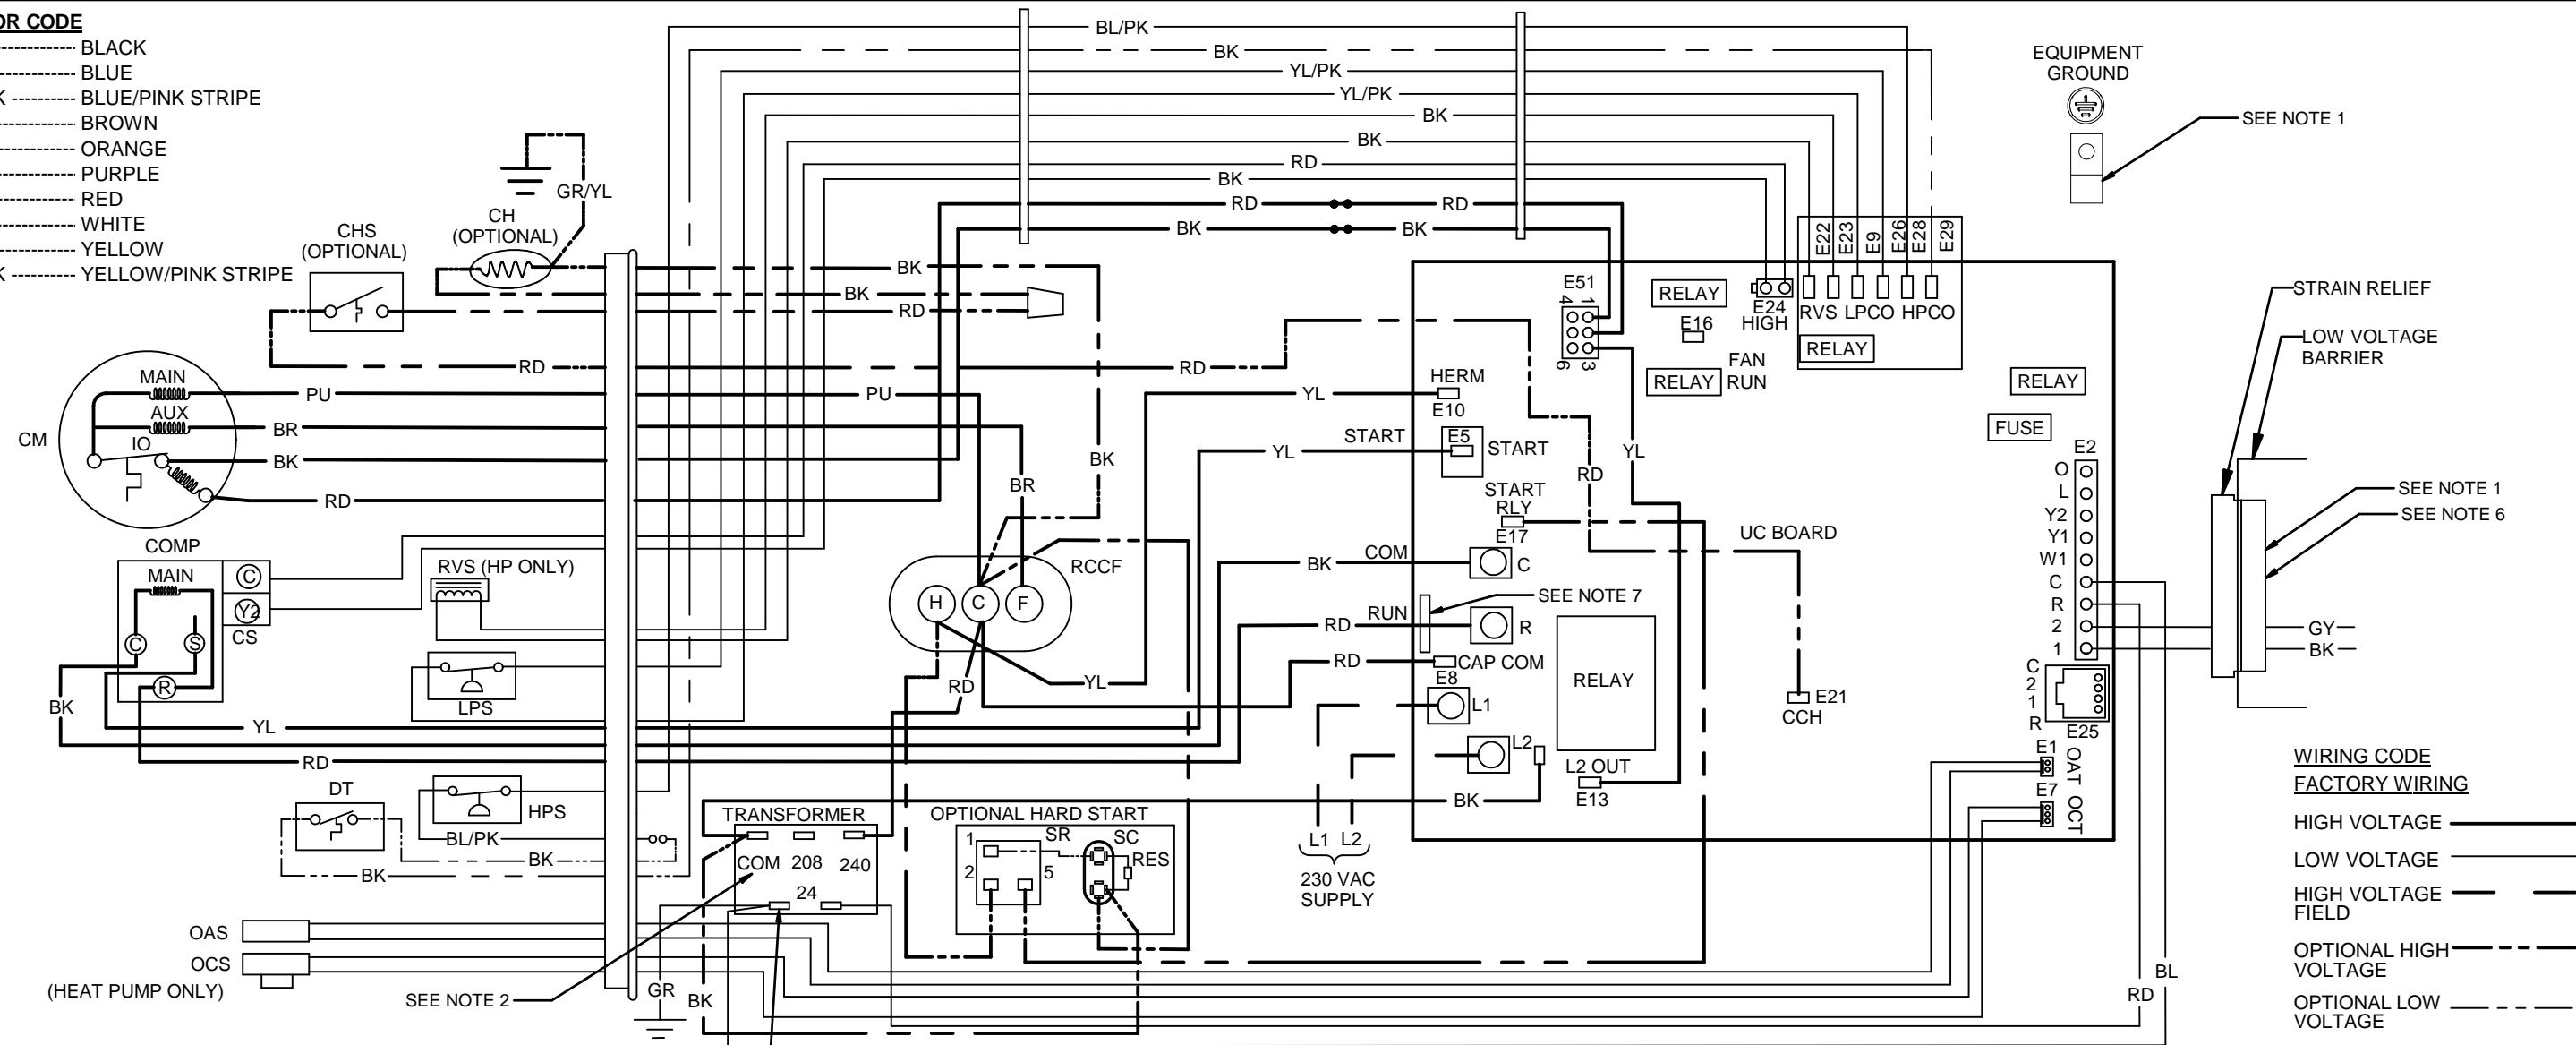 OR CODE
BLACK
BLUE
K BLUE/PINK STRIPE
BROWN
ORANGE
PURPLE
RED
WHITE
YELLOW
K YELLOW/PINK STRIPE
BL/PK
BK
YL/PK
YL/PK
BK
BK
RD
BK
RD RD
BK BK
EQUIPMENT
GROUND
SEE NOTE 1
GR/YL
CH
(OPTIONAL)
CHS
(OPTIONAL)
BK
BK
RD
RD
RD
MAIN
AUX
IO
CM
PU
BR
BK
RD
PU
BR
BK
E51
4 1
6 3
RELAY
E16
E24
HIGH
FAN
RUN
RELAY
E22
E23
E9
E26
E28
E29
RVS LPCO HPCO
RELAY
RELAY
FUSE
STRAIN RELIEF
LOW VOLTAGE
BARRIER
YL
HERM
E10
YL
START
E5
START
RD
YL
START
RLY
E17
UC BOARD
BK
COM
C
SEE NOTE 7
RD
RUN
R
RD
CAP COM
E8
RELAY
L1
L2
L2 OUT
E13
BK
E21
CCH
E2
O
L
Y2
Y1
W1
C
R
2
1
C
2
1
R
E25
E1
OAT
E7
OCT
SEE NOTE 1
SEE NOTE 6
GY
BK
COMP
MAIN
C
Y2
CS
C
S
R
RVS (HP ONLY)
LPS
RCCF
H
C
F
RD
YL
BK
YL
RD
DT
HPS
BL/PK
BK
BK
TRANSFORMER
COM
208
240
24
OPTIONAL HARD START
1
2
5
SR
SC
RES
L1 L2
230 VAC
SUPPLY
OAS
OCS
(HEAT PUMP ONLY)
SEE NOTE 2
GR
BK
BL
RD
WIRING CODE
FACTORY WIRING
HIGH VOLTAGE
LOW VOLTAGE
HIGH VOLTAGE
FIELD
OPTIONAL HIGH
VOLTAGE
OPTIONAL LOW
VOLTAGE